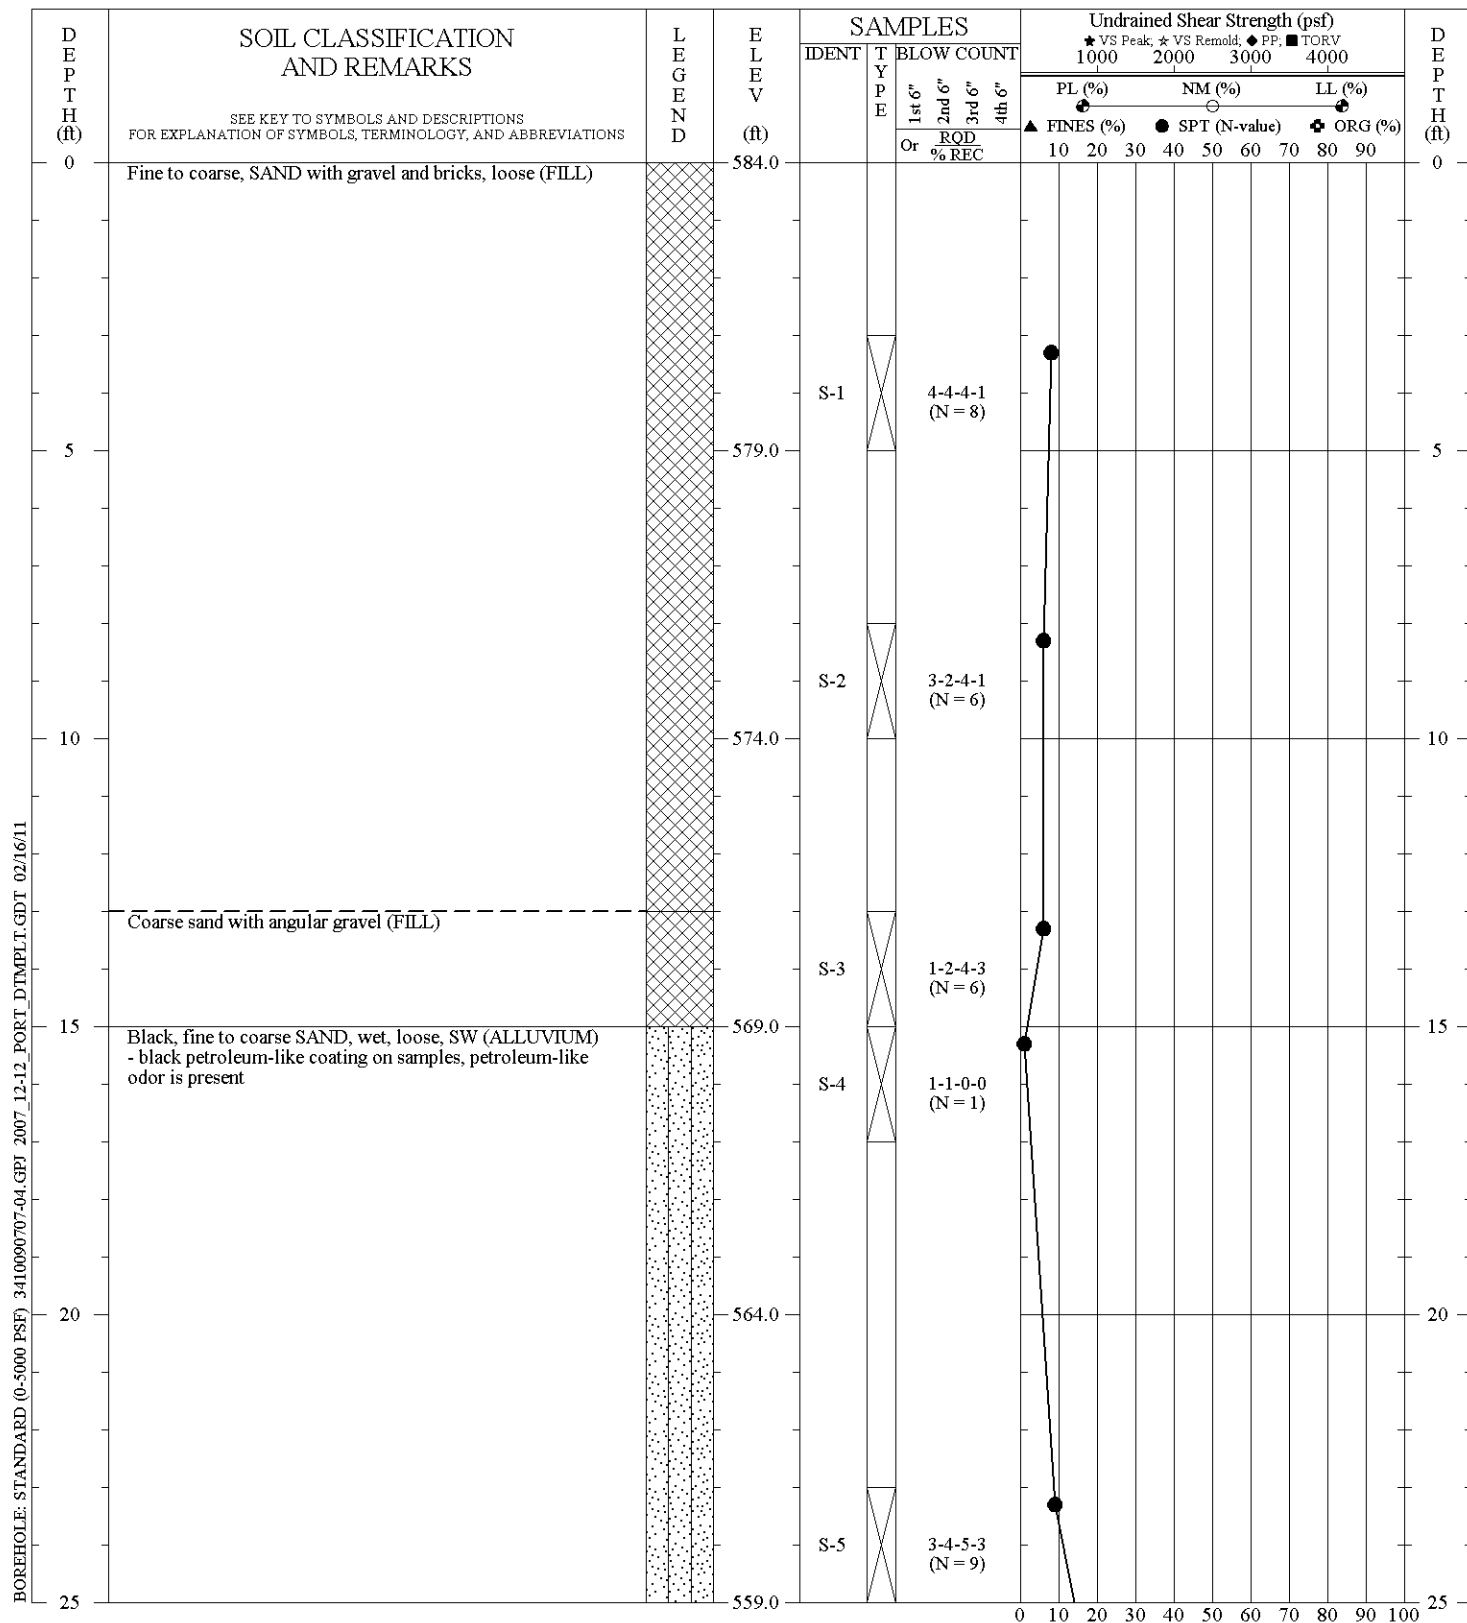 DEPTH
(ft)
SOIL CLASSIFICATION
AND REMARKS
SEE KEY TO SYMBOLS AND DESCRIPTIONS
FOR EXPLANATION OF SYMBOLS, TERMINOLOGY, AND ABBREVIATIONS
LEGEND
ELEV
(ft)
SAMPLES
IDENT
TYPE
BLOW COUNT
1st 6"
2nd 6"
3rd 6"
4th 6"
Or RQD
% REC
Undrained Shear Strength (psf)
★ VS Peak; ☆ VS Remold; ◆ PP; ■ TORV
1000 2000 3000 4000
PL (%) NM (%) LL (%)
▲ FINES (%) ● SPT (N-value) ✚ ORG (%)
10 20 30 40 50 60 70 80 90
DEPTH
(ft)
0 584.0 0
Fine to coarse, SAND with gravel and bricks, loose (FILL)
S-1 4-4-4-1
(N = 8)
5 579.0 5
S-2 3-2-4-1
(N = 6)
10 574.0 10
Coarse sand with angular gravel (FILL)
S-3 1-2-4-3
(N = 6)
15 569.0 15
Black, fine to coarse SAND, wet, loose, SW (ALLUVIUM)
- black petroleum-like coating on samples, petroleum-like
odor is present
S-4 1-1-0-0
(N = 1)
20 564.0 20
S-5 3-4-5-3
(N = 9)
25 559.0 25
0 10 20 30 40 50 60 70 80 90 100
BOREHOLE: STANDARD (0-5000 PSF) 3410090707-04.GPJ 2007_12-12_PORT_DTMPLT.GDT 02/16/11